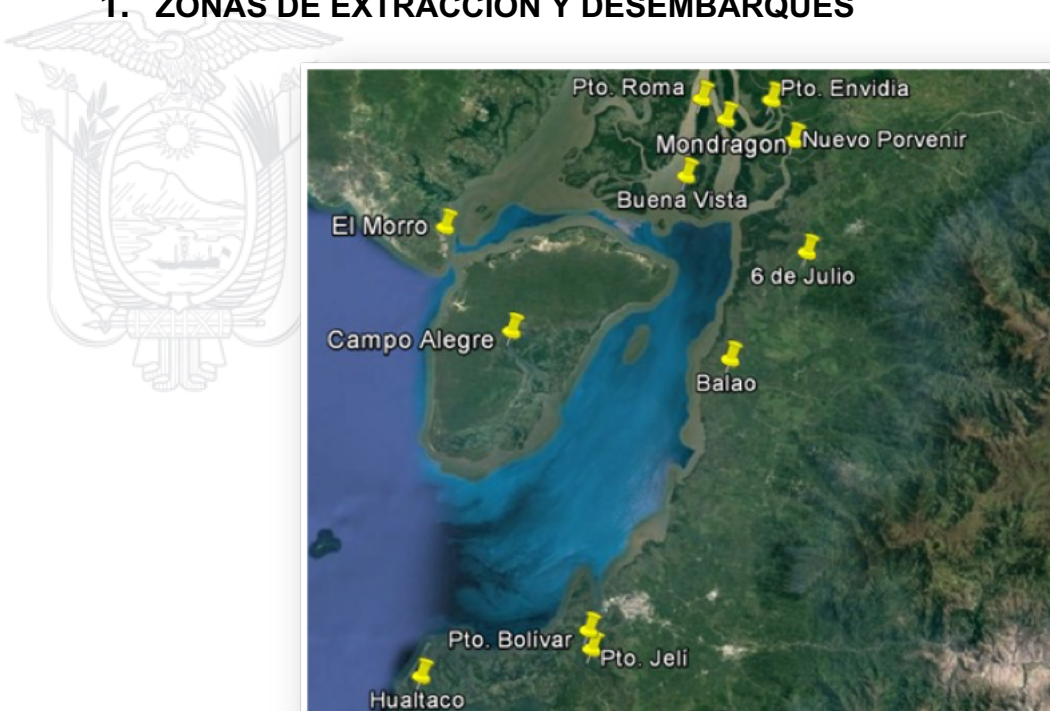 1. ZONAS DE EXTRACCION Y DESEMBARQUES
Pto. Roma
Pto. Envidia
Mondragon
Nuevo Porvenir
Buena Vista
El Morro
6 de Julio
Campo Alegre
Balao
Pto. Bolivar
Pto. Jeli
Hualtaco